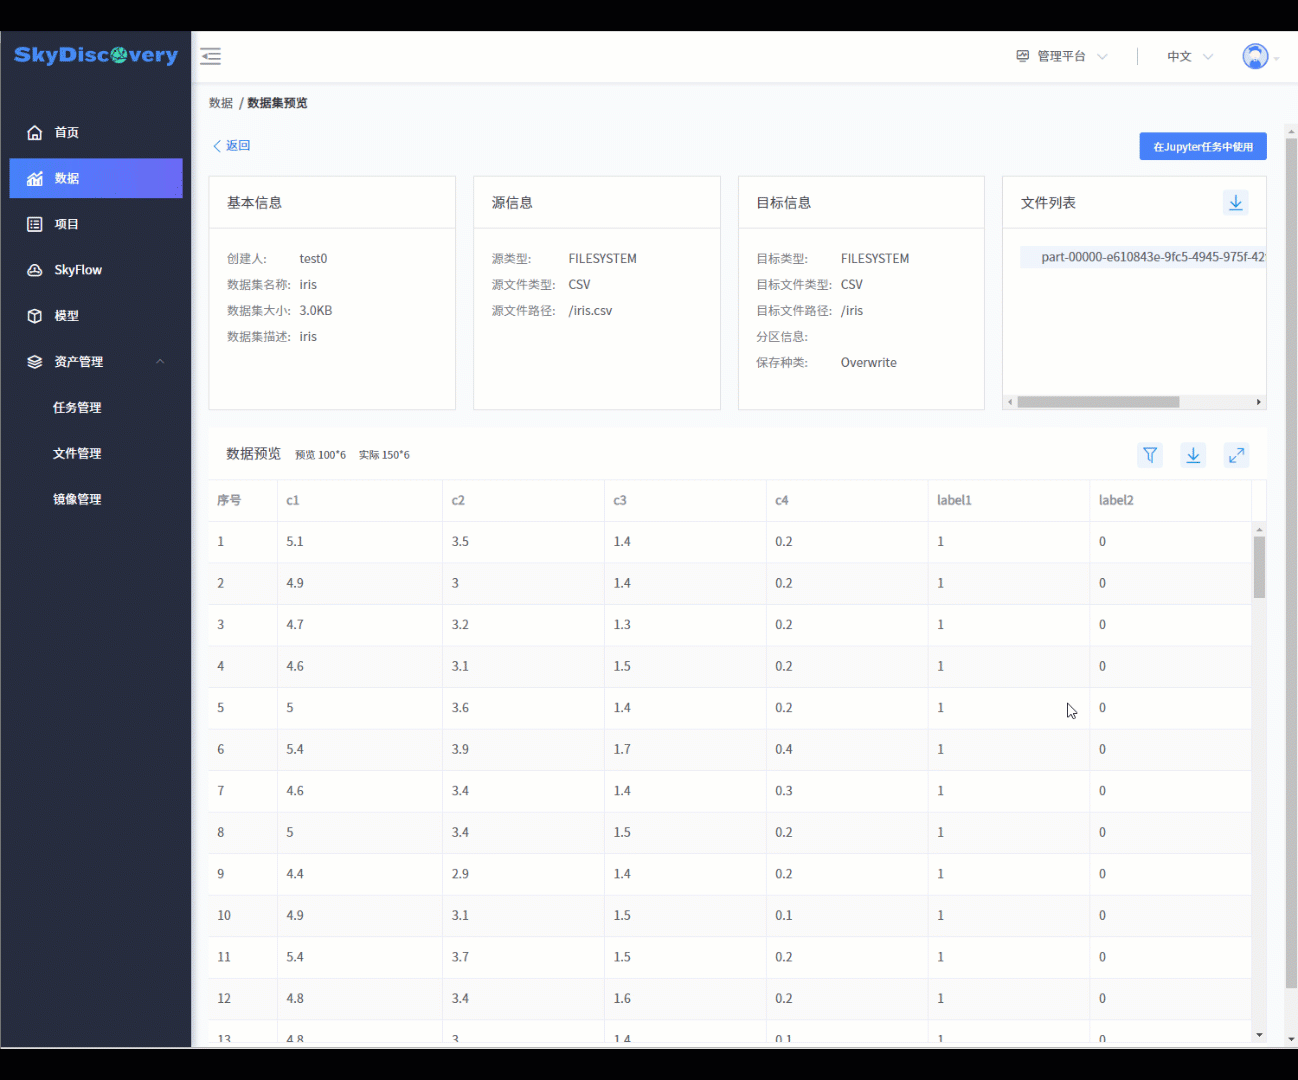 SkyDiscovery
管理平台
中文
首页
数据
项目
SkyFlow
模型
资产管理
任务管理
文件管理
镜像管理
数据 / 数据集预览
返回
在Jupyter任务中使用
基本信息
创建人: test0
数据集名称: iris
数据集大小: 3.0KB
数据集描述: iris
源信息
源类型: FILESYSTEM
源文件类型: CSV
源文件路径: /iris.csv
目标信息
目标类型: FILESYSTEM
目标文件类型: CSV
目标文件路径: /iris
分区信息:
保存种类: Overwrite
文件列表
part-00000-e610843e-9fc5-4945-975f-42
数据预览 预览 100*6 实际 150*6
序号 c1 c2 c3 c4 label1 label2
1 5.1 3.5 1.4 0.2 1 0
2 4.9 3 1.4 0.2 1 0
3 4.7 3.2 1.3 0.2 1 0
4 4.6 3.1 1.5 0.2 1 0
5 5 3.6 1.4 0.2 1 0
6 5.4 3.9 1.7 0.4 1 0
7 4.6 3.4 1.4 0.3 1 0
8 5 3.4 1.5 0.2 1 0
9 4.4 2.9 1.4 0.2 1 0
10 4.9 3.1 1.5 0.1 1 0
11 5.4 3.7 1.5 0.2 1 0
12 4.8 3.4 1.6 0.2 1 0
13 4.8 3 1.4 0.1 1 0